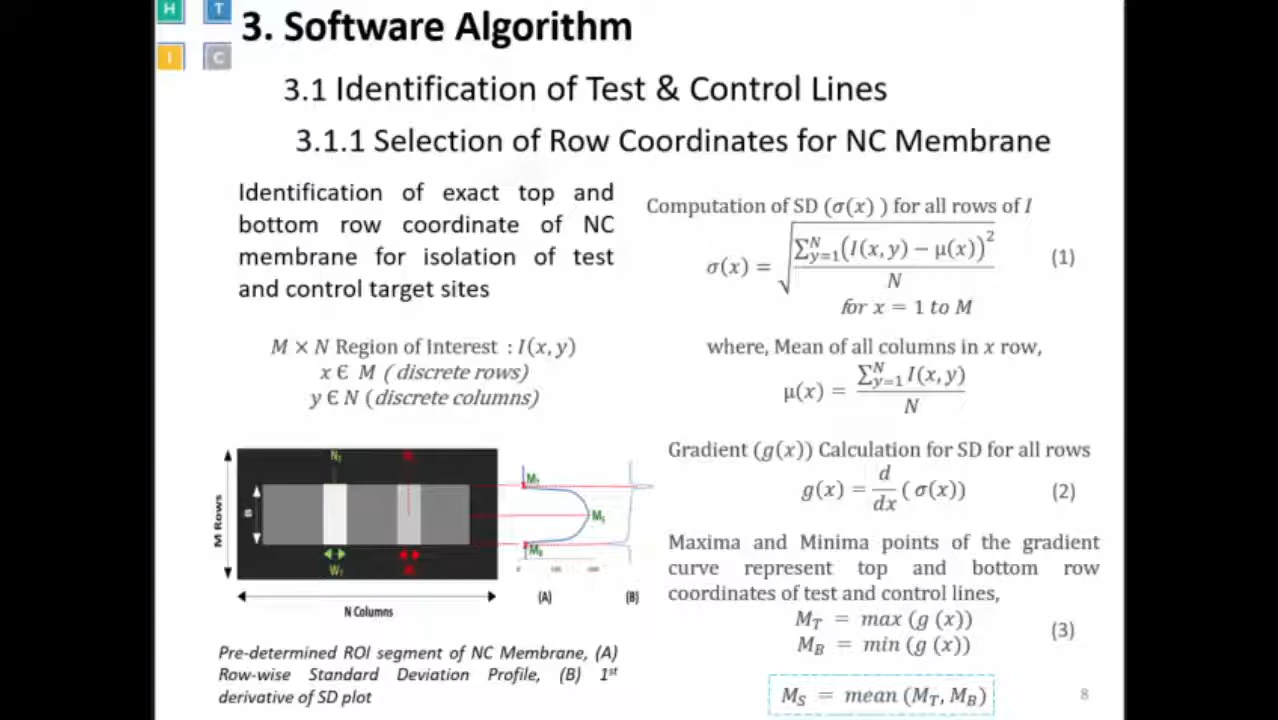 H T
I C
3. Software Algorithm
3.1 Identification of Test & Control Lines
3.1.1 Selection of Row Coordinates for NC Membrane
Identification of exact top and
bottom row coordinate of NC
membrane for isolation of test
and control target sites
M × N Region of Interest : I(x, y)
x Є M ( discrete rows)
y Є N (discrete columns)
M Rows
B
N₁
W₁
N Columns
M_T
M_S
M_B
(A)
(B)
Pre-determined ROI segment of NC Membrane, (A)
Row-wise Standard Deviation Profile, (B) 1ˢᵗ
derivative of SD plot
Computation of SD (σ(x) ) for all rows of I
σ(x) = √(∑_{y=1}^{N}(I(x, y) − μ(x))² / N) (1)
for x = 1 to M
where, Mean of all columns in x row,
μ(x) = ∑_{y=1}^{N} I(x, y) / N
Gradient (g(x)) Calculation for SD for all rows
g(x) = d/dx ( σ(x)) (2)
Maxima and Minima points of the gradient
curve represent top and bottom row
coordinates of test and control lines,
M_T = max (g (x))
M_B = min (g (x)) (3)
M_S = mean (M_T, M_B)
8